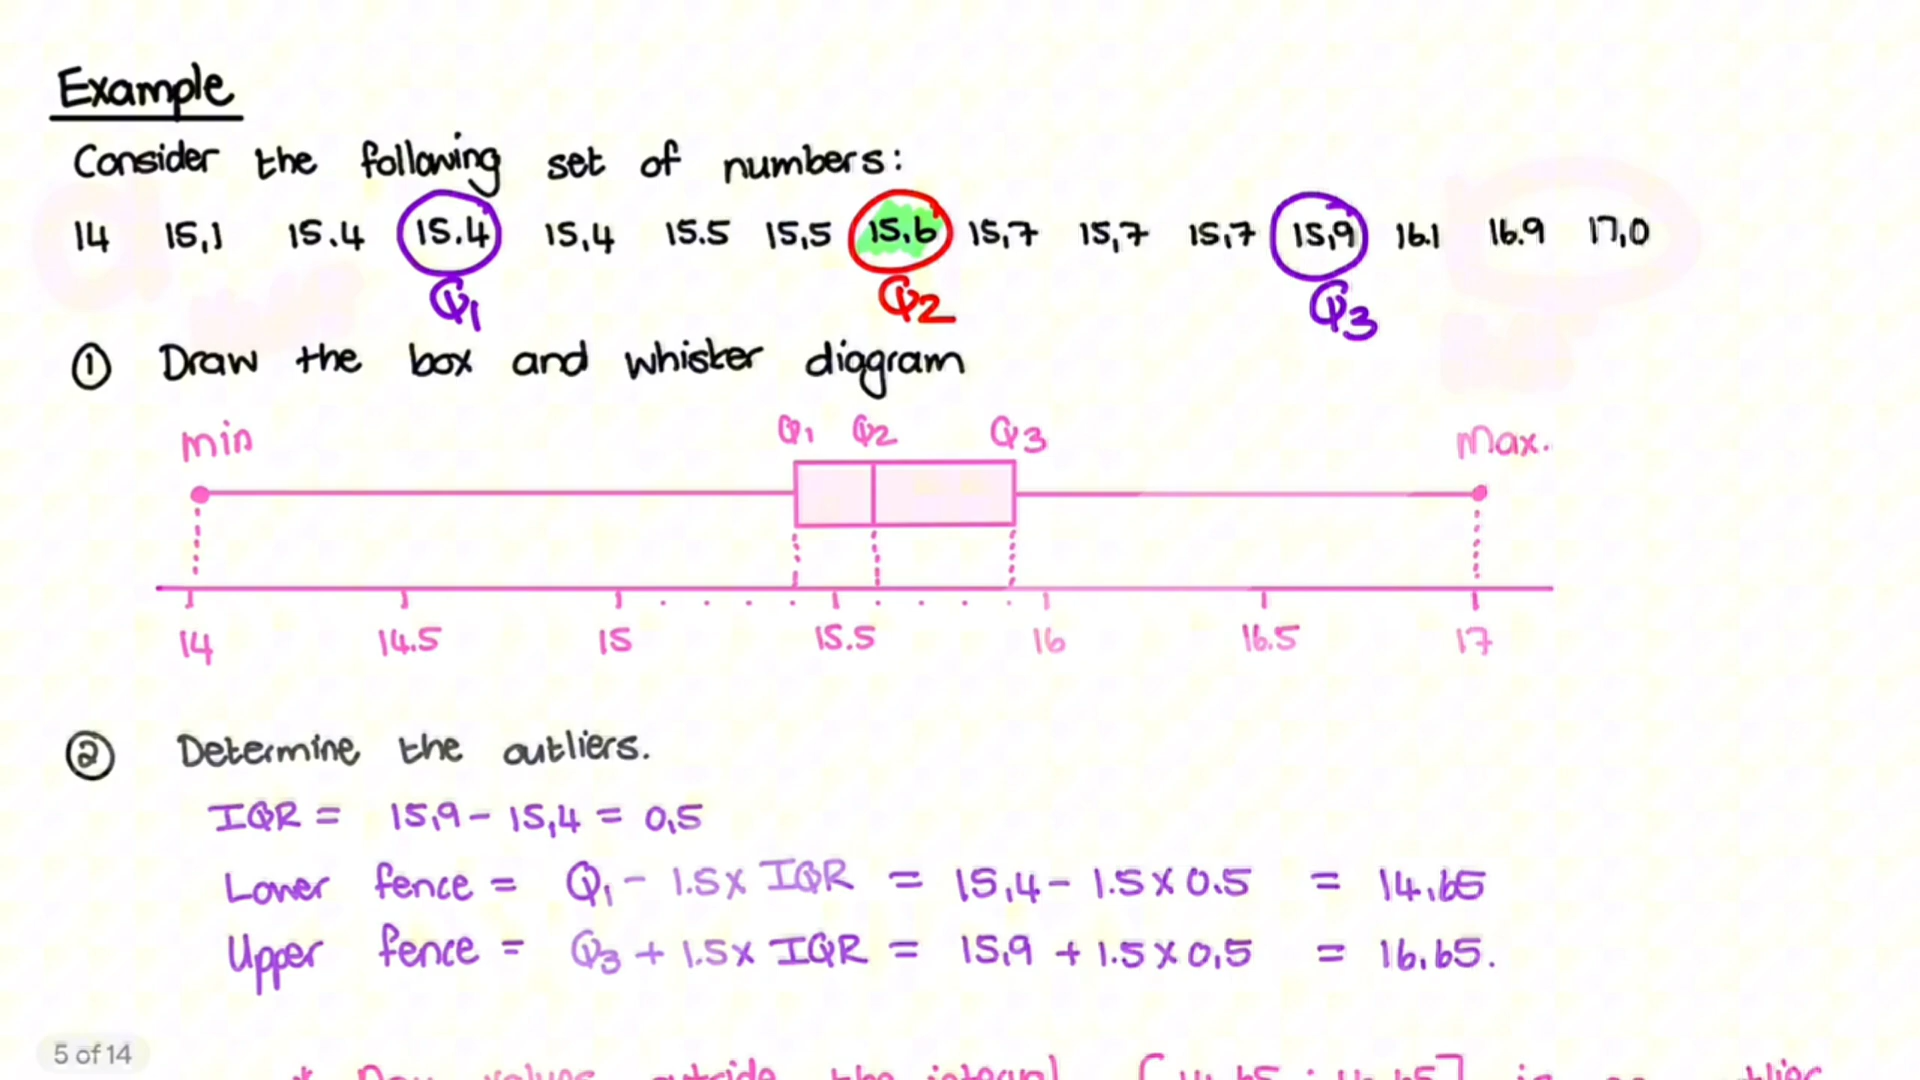 Example
Consider the following set of numbers:
14 15,1 15.4 15.4 15,4 15.5 15,5 15,6 15,7 15,7 15,7 15,9 16.1 16.9 17,0
Q1 Q2 Q3
① Draw the box and whisker diagram
min Q1 Q2 Q3 Max.
14 14.5 15 15.5 16 16.5 17
② Determine the outliers.
IQR = 15,9 - 15,4 = 0,5
Lower fence = Q1 - 1.5 x IQR = 15,4 - 1.5 x 0.5 = 14.65
Upper fence = Q3 + 1.5 x IQR = 15,9 + 1.5 x 0,5 = 16,65.
5 of 14
values outside the